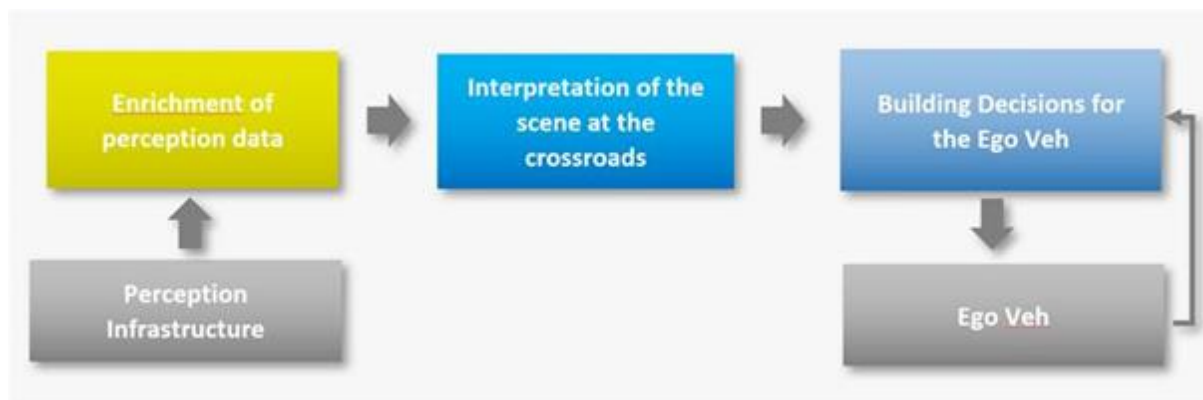 Enrichment of
perception data
Interpretation of the
scene at the
crossroads
Building Decisions for
the Ego Veh
Perception
Infrastructure
Ego Veh